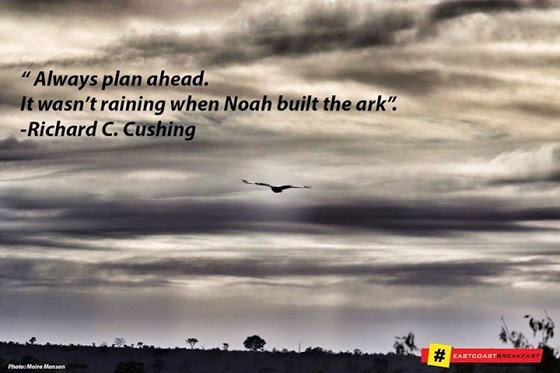 “ Always plan ahead.
It wasn’t raining when Noah built the ark”.
-Richard C. Cushing
# EASTCOASTBREAKFAST
Photo: Moira Manson